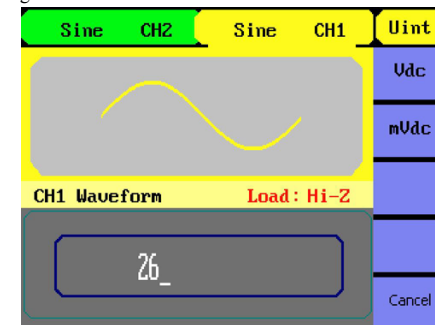 Sine CH2 Sine CH1 Uint
Vdc
mVdc
CH1 Waveform Load: Hi-Z
26_
Cancel